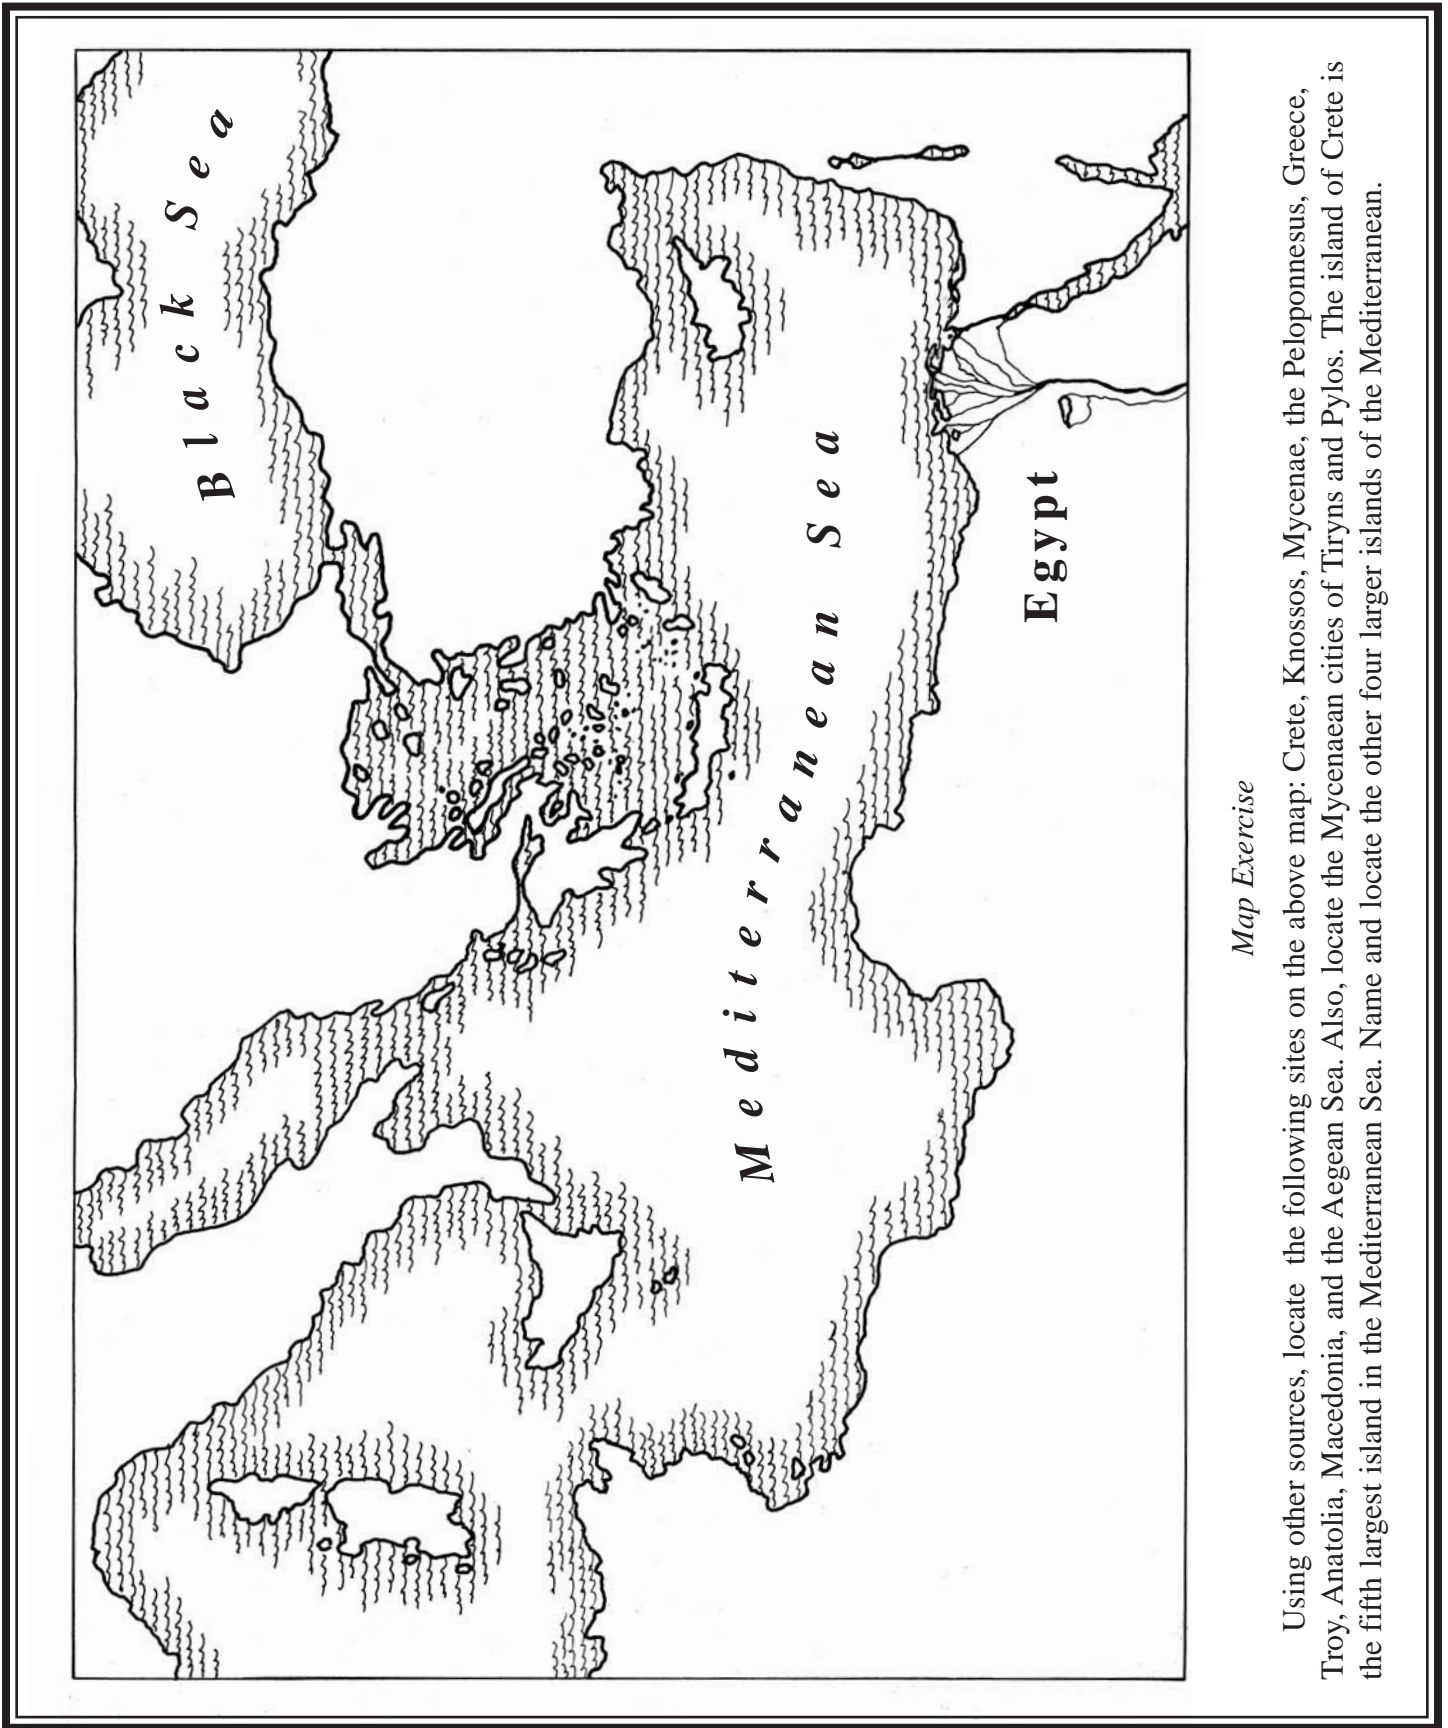 Black Sea
Mediterranean Sea
Egypt
Map Exercise
Using other sources, locate the following sites on the above map: Crete, Knossos, Mycenae, the Peloponnesus, Greece,
Troy, Anatolia, Macedonia, and the Aegean Sea. Also, locate the Mycenaean cities of Tiryns and Pylos. The island of Crete is
the fifth largest island in the Mediterranean Sea. Name and locate the other four larger islands of the Mediterranean.